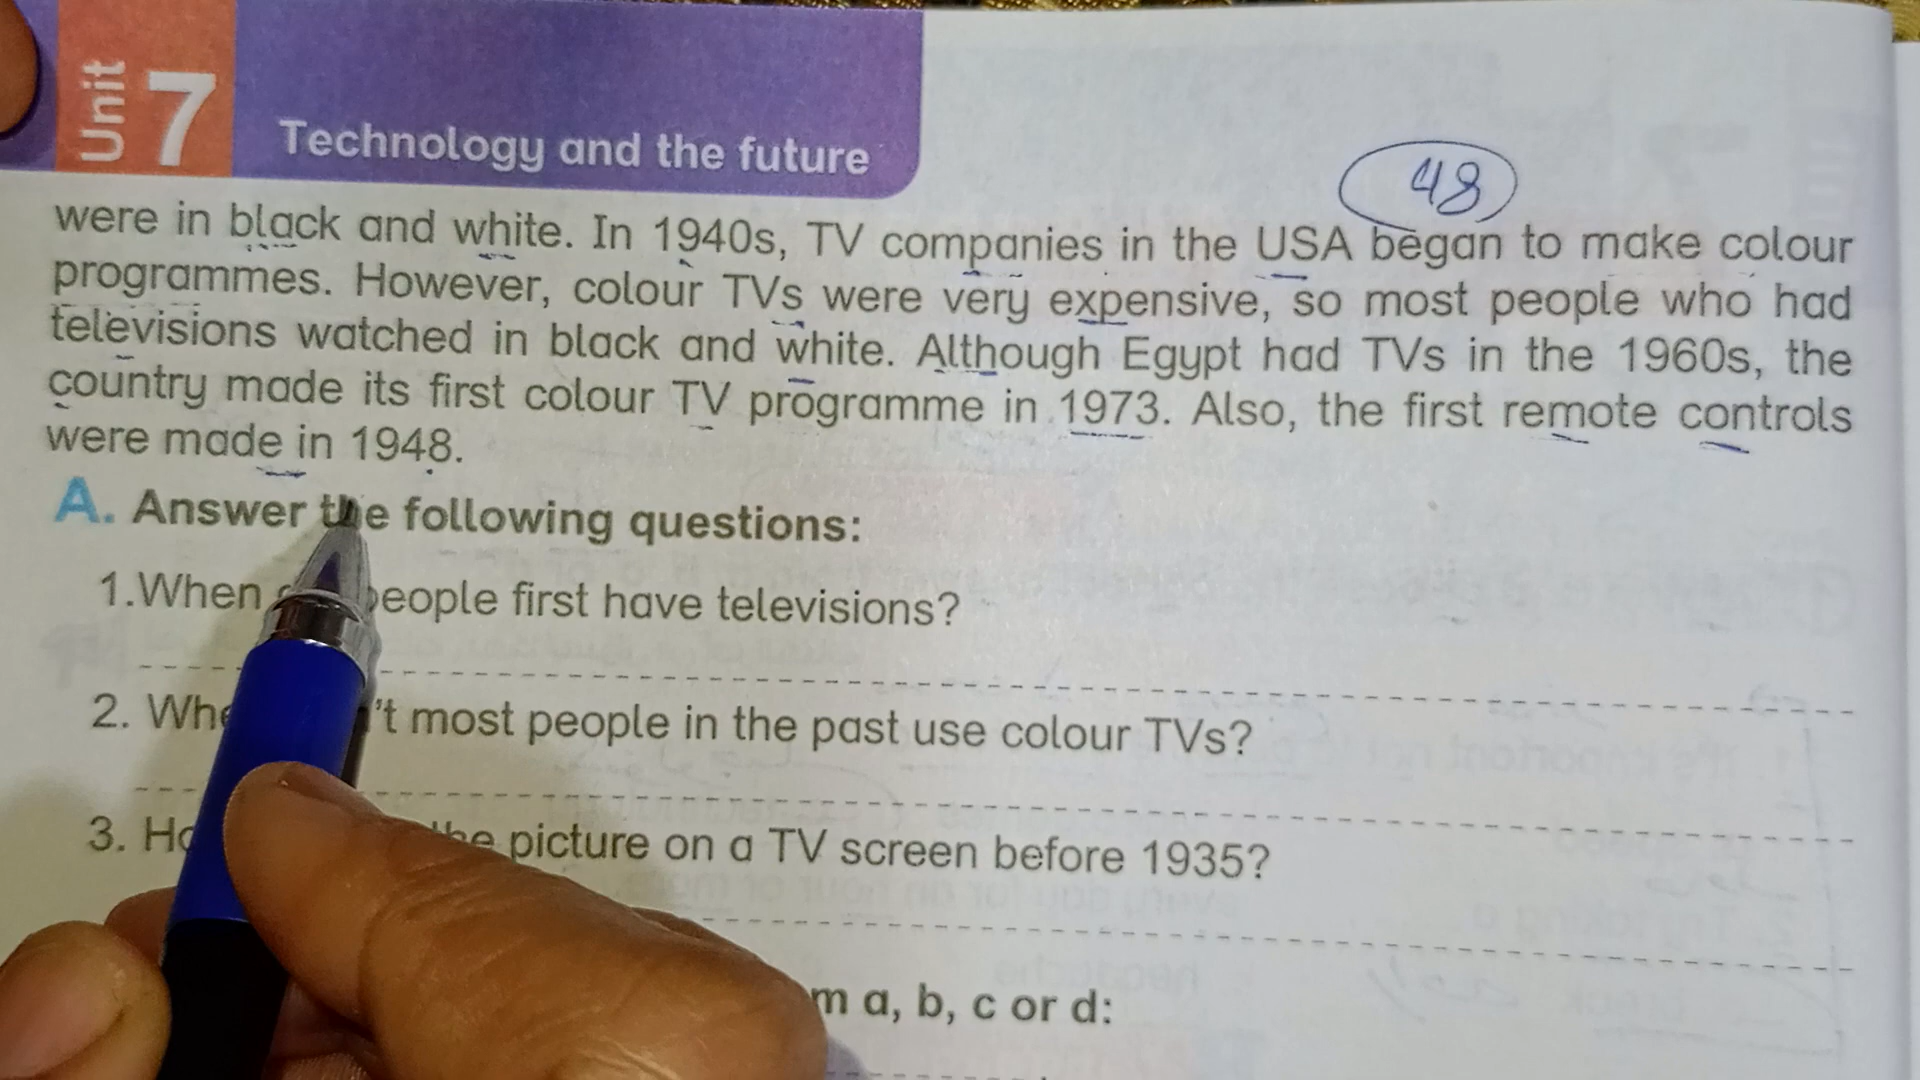 Unit 7 Technology and the future
48
were in black and white. In 1940s, TV companies in the USA began to make colour
programmes. However, colour TVs were very expensive, so most people who had
televisions watched in black and white. Although Egypt had TVs in the 1960s, the
country made its first colour TV programme in 1973. Also, the first remote controls
were made in 1948.
A. Answer the following questions:
1.When people first have televisions?
2. most people in the past use colour TVs?
3. the picture on a TV screen before 1935?
a, b, c or d: